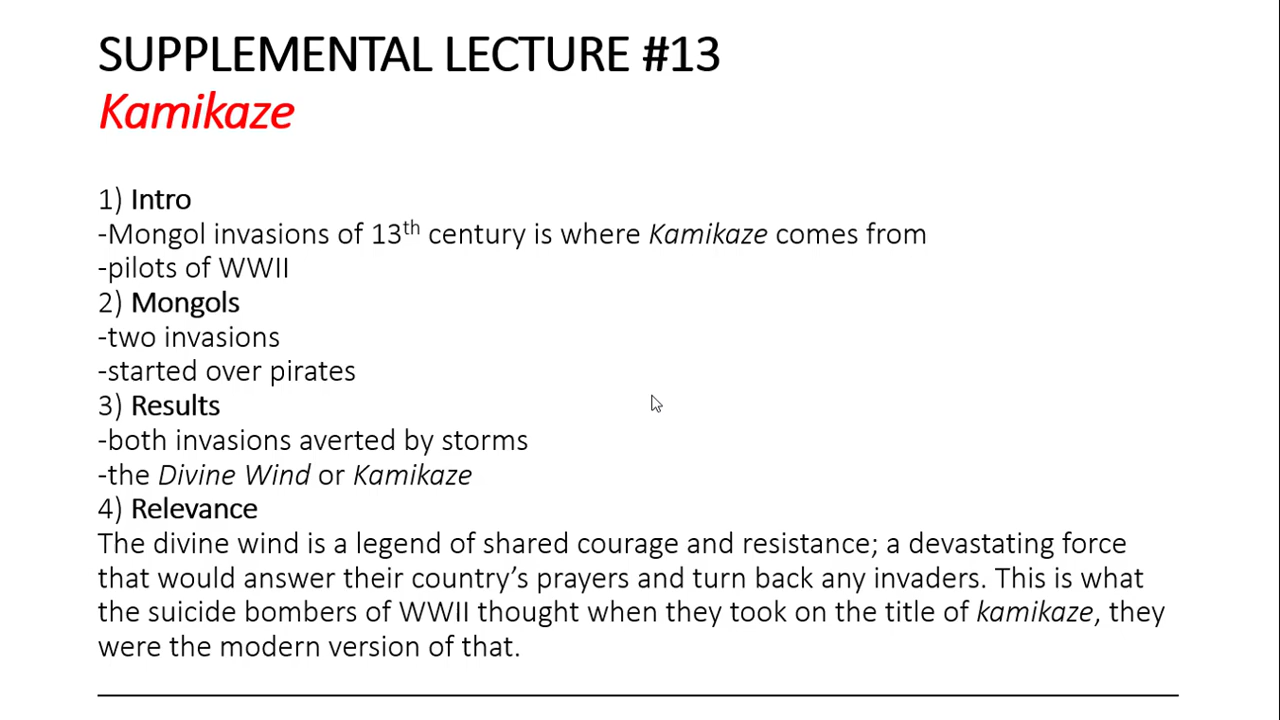 SUPPLEMENTAL LECTURE #13
Kamikaze
1) Intro
-Mongol invasions of 13th century is where Kamikaze comes from
-pilots of WWII
2) Mongols
-two invasions
-started over pirates
3) Results
-both invasions averted by storms
-the Divine Wind or Kamikaze
4) Relevance
The divine wind is a legend of shared courage and resistance; a devastating force
that would answer their country’s prayers and turn back any invaders. This is what
the suicide bombers of WWII thought when they took on the title of kamikaze, they
were the modern version of that.